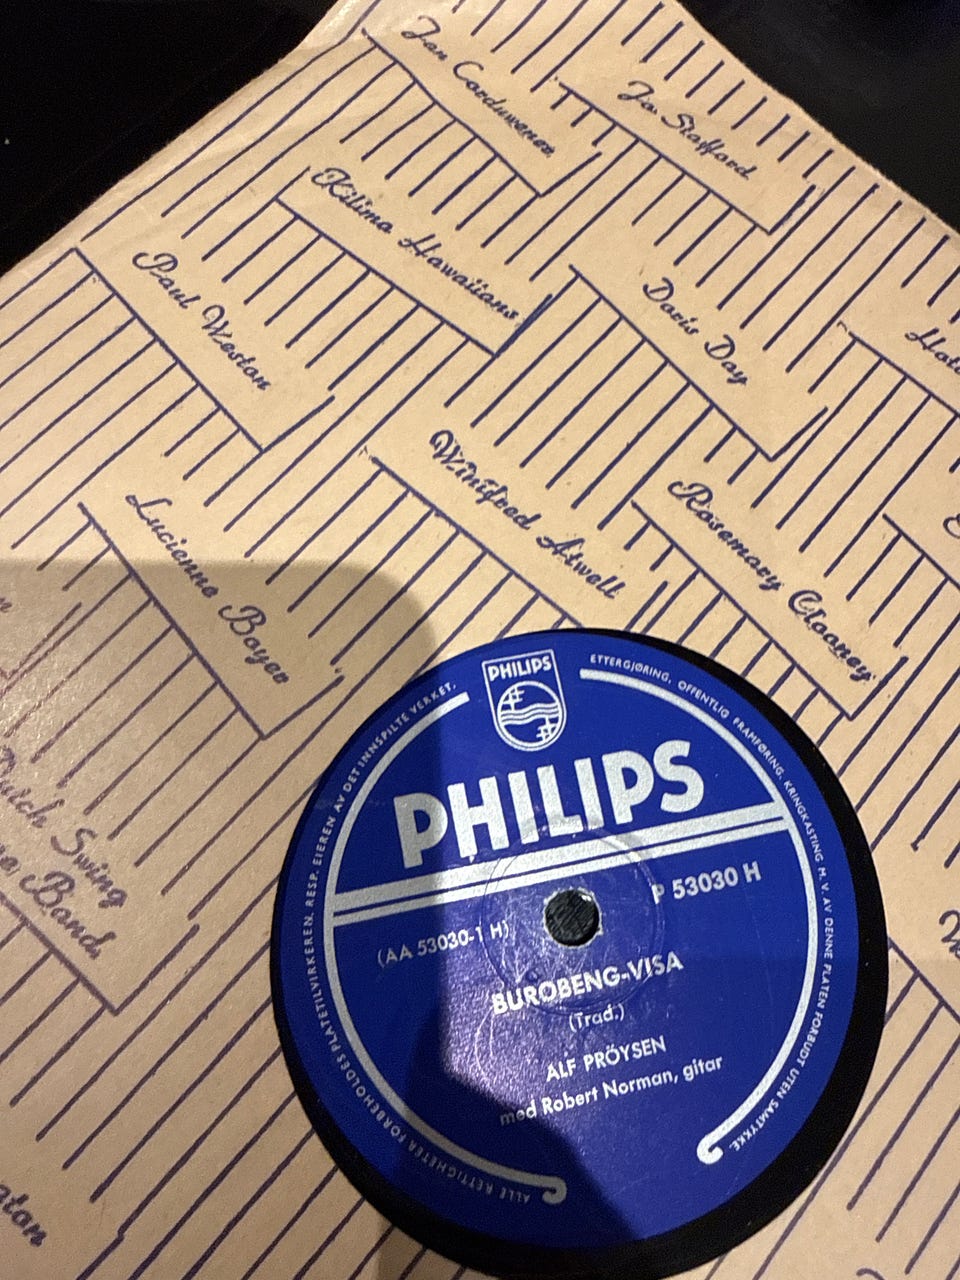 Jan Corduwener
Jo Stafford
Kilima Hawaiians
Paul Weston
Doris Day
Winifred Atwell
Rosemary Clooney
Lucienne Boyer
Dutch Swing
Band
PHILIPS
ETTERGJØRING, OFFENTLIG FRAMFØRING, KRINGKASTING M. V. AV DENNE PLATEN FORBUDT UTEN SAMTYKKE.
ALLE RETTIGHETER FORBEHOLDES PLATETILVIRKEREN, RESP. EIEREN AV DET INNSPILTE VERKET.
PHILIPS
P 53030 H
(AA 53030-1 H)
BUROBENG-VISA
(Trad.)
ALF PRÖYSEN
med Robert Norman, gitar